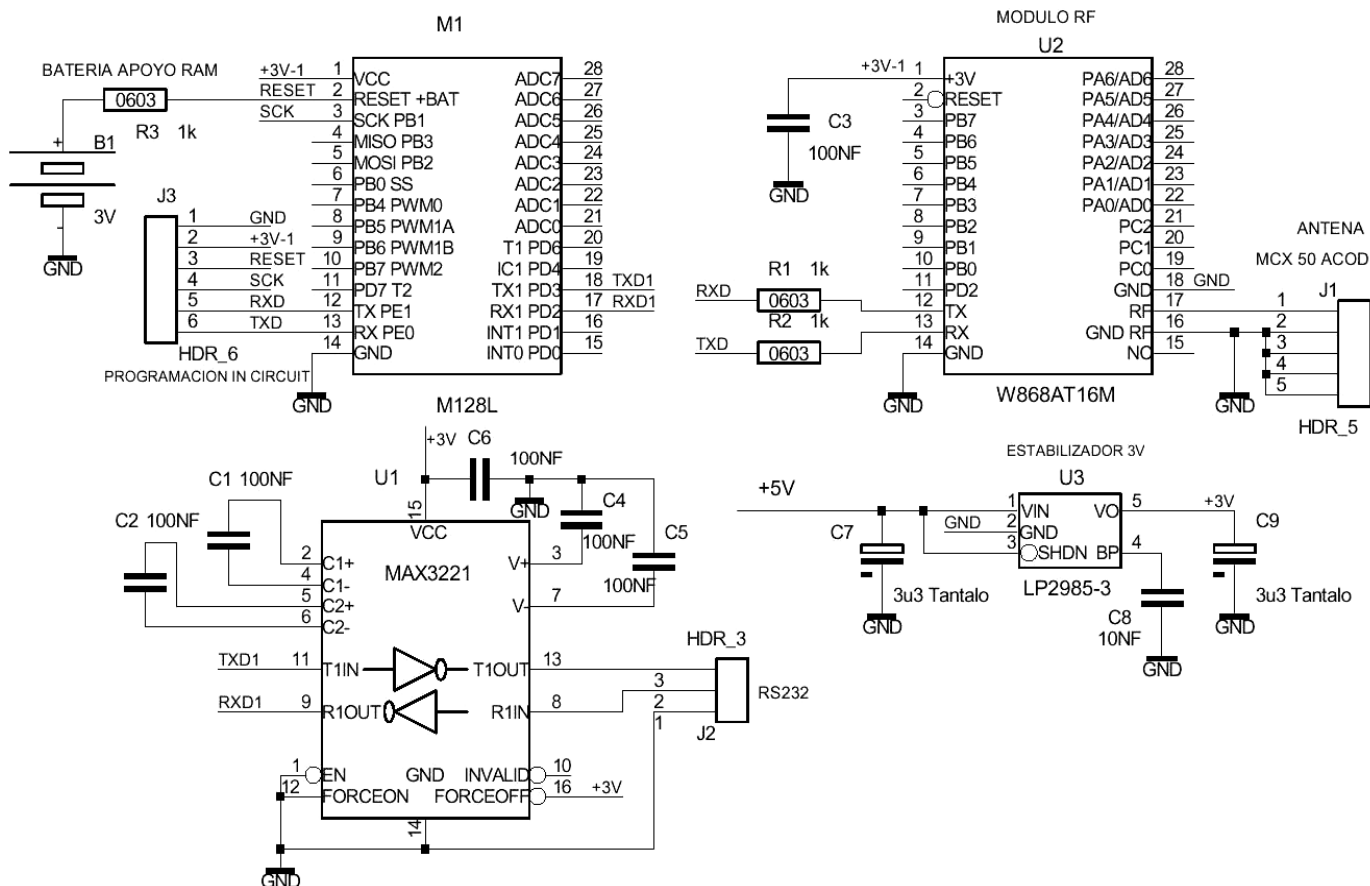 M1
BATERIA APOYO RAM
+3V-1
RESET
SCK
0603
R3 1k
+
B1
3V
-
GND
1 VCC
2 RESET +BAT
3 SCK PB1
4 MISO PB3
5 MOSI PB2
6 PB0 SS
7 PB4 PWM0
8 PB5 PWM1A
9 PB6 PWM1B
10 PB7 PWM2
11 PD7 T2
12 TX PE1
13 RX PE0
14 GND
GND
ADC7 28
ADC6 27
ADC5 26
ADC4 25
ADC3 24
ADC2 23
ADC1 22
ADC0 21
T1 PD6 20
IC1 PD4 19
TX1 PD3 18 TXD1
RX1 PD2 17 RXD1
INT1 PD1 16
INT0 PD0 15
M128L
J3
1 GND
2 +3V-1
3 RESET
4 SCK
5 RXD
6 TXD
HDR_6
PROGRAMACION IN CIRCUIT
MODULO RF
U2
+3V-1
C3
100NF
GND
1 +3V
2 RESET
3 PB7
4 PB6
5 PB5
6 PB4
7 PB3
8 PB2
9 PB1
10 PB0
11 PD2
12 TX
13 RX
14 GND
GND
R1 1k
RXD
0603
R2 1k
TXD
0603
PA6/AD6 28
PA5/AD5 27
PA4/AD4 26
PA3/AD3 25
PA2/AD2 24
PA1/AD1 23
PA0/AD0 22
PC2 21
PC1 20
PC0 19
GND 18 GND
RF 17
GND RF 16
NC 15
W868AT16M
GND
ANTENA
MCX 50 ACOD
J1
1
2
3
4
5
HDR_5
+3V
C6
100NF
GND
C4
100NF
C5
100NF
C1 100NF
C2 100NF
U1
15
VCC
MAX3221
2 C1+
4 C1-
5 C2+
6 C2-
V+ 3
V- 7
TXD1 11 T1IN
T1OUT 13
RXD1 9 R1OUT
R1IN 8
1 EN
12 FORCEON
GND
14
INVALID 10
FORCEOFF 16 +3V
GND
HDR_3
3
2
1
RS232
J2
ESTABILIZADOR 3V
U3
+5V
1 VIN
GND 2 GND
3 SHDN
VO 5 +3V
BP 4
LP2985-3
C7
3u3 Tantalo
GND
C8
10NF
GND
C9
3u3 Tantalo
GND